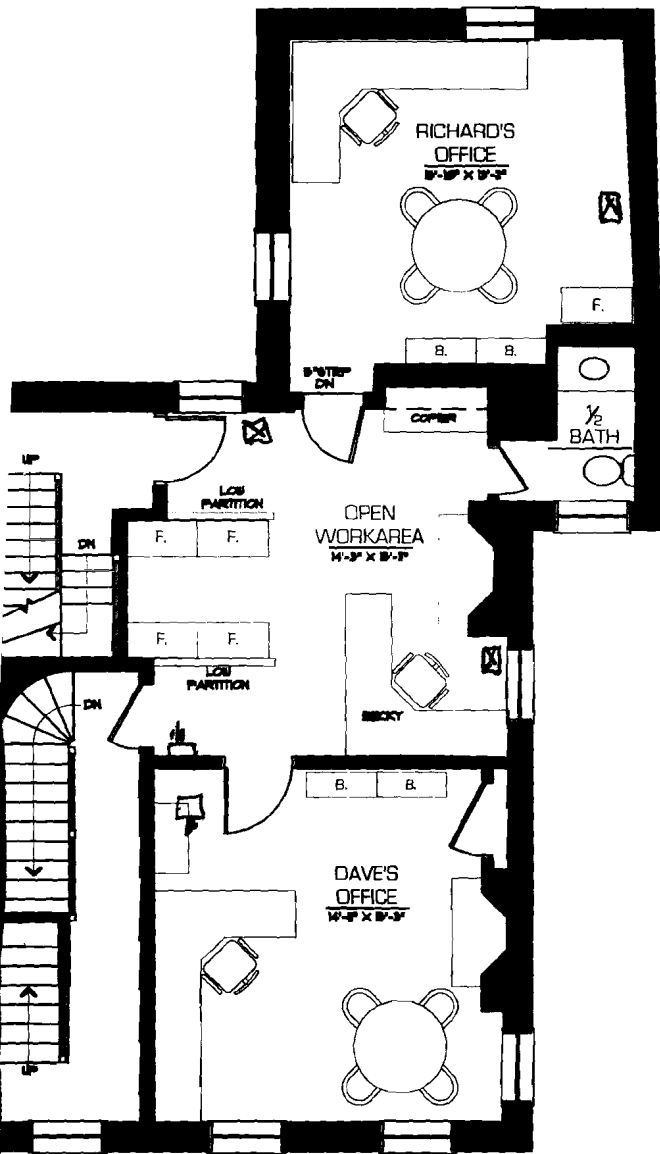 RICHARD'S
OFFICE
F.
B. B.
DN
COPIER
½
BATH
UP
LOW
PARTITION
OPEN
WORKAREA
DN
F. F.
F. F.
LOW
PARTITION
DN
BECKY
B. B.
DAVE'S
OFFICE
UP